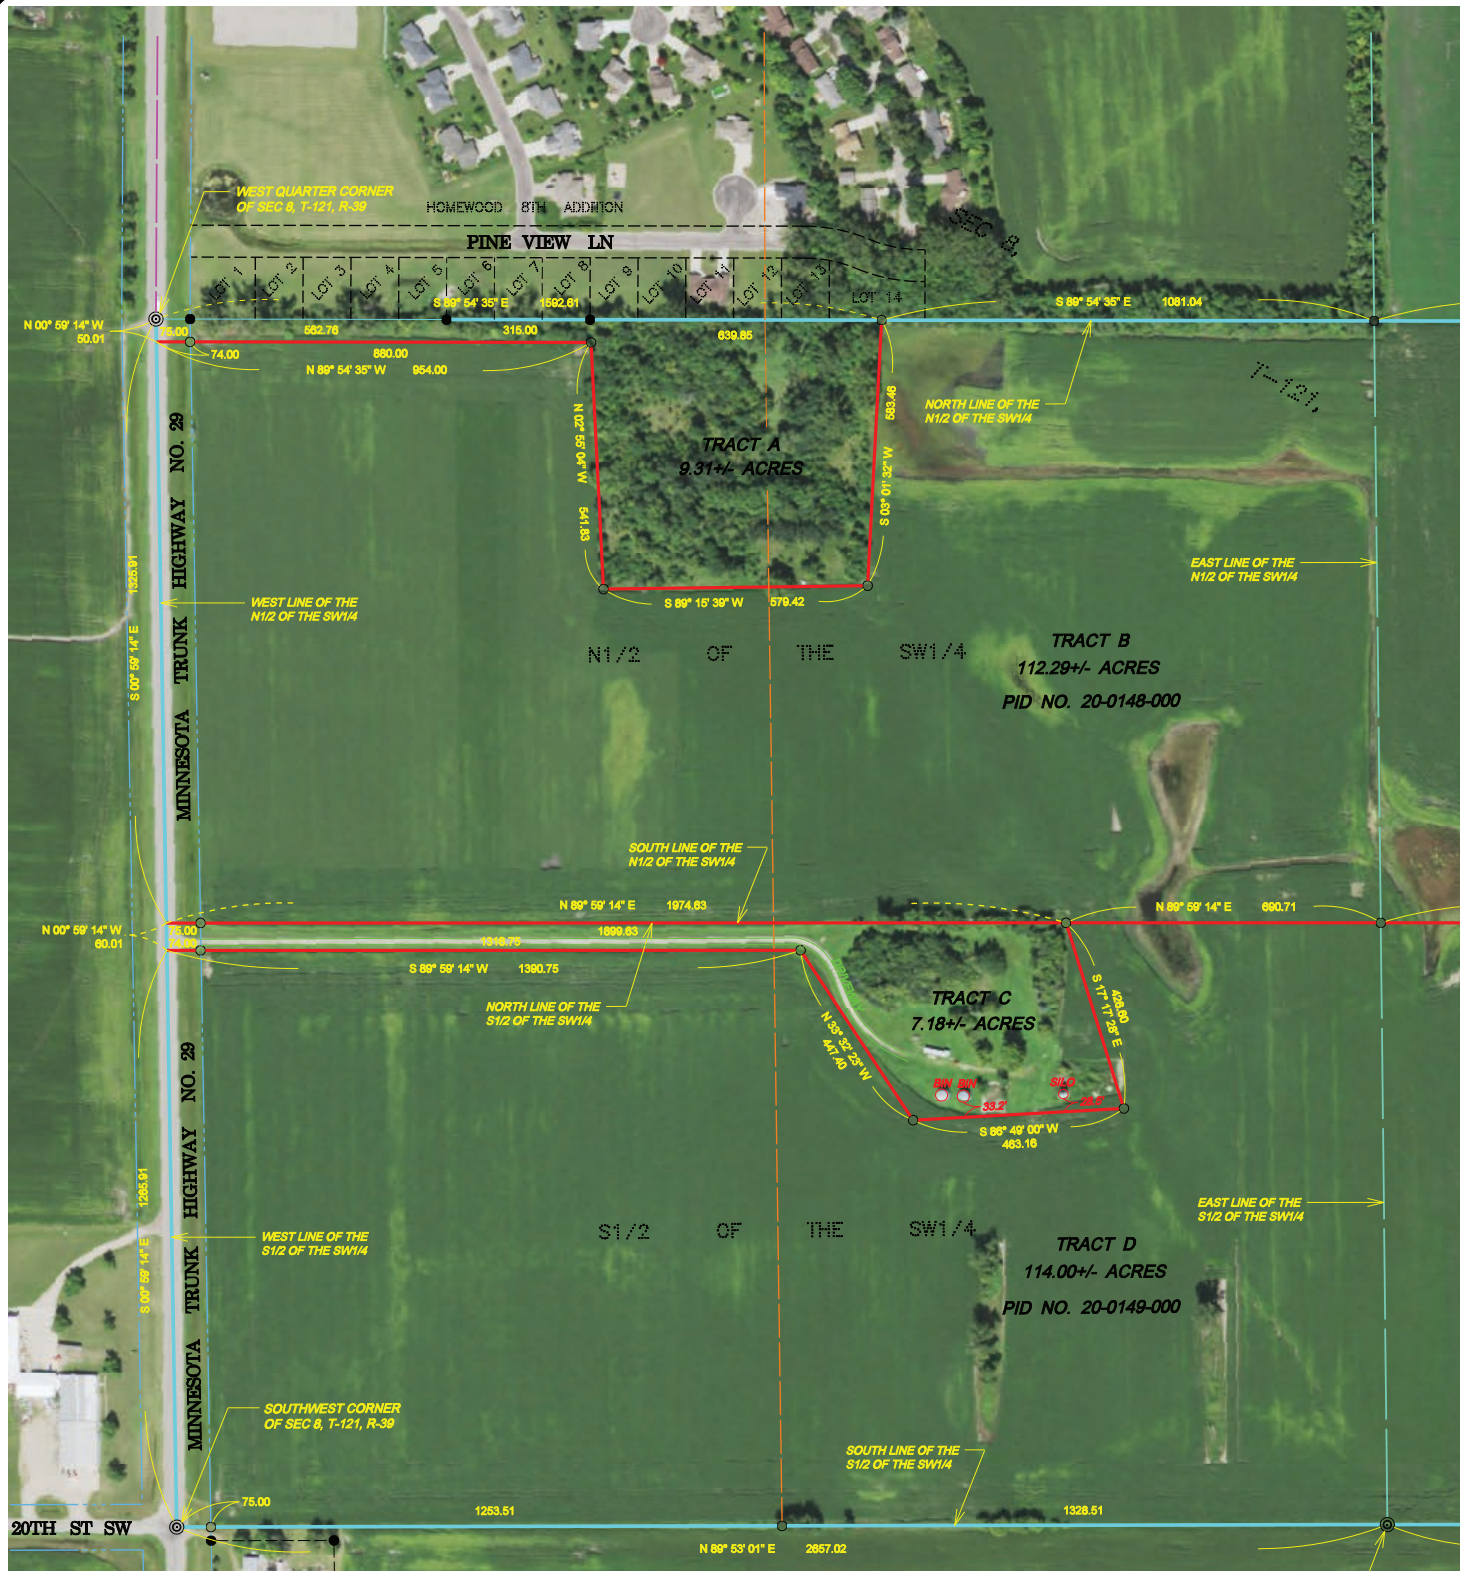 WEST QUARTER CORNER
OF SEC 8, T-121, R-39
HOMEWOOD 8TH ADDITION
PINE VIEW LN
SEC 8,
LOT 1
LOT 2
LOT 3
LOT 4
LOT 5
LOT 6
LOT 7
LOT 8
LOT 9
LOT 10
LOT 11
LOT 12
LOT 13
LOT 14
S 89° 54' 35" E 1592.61
S 89° 54' 35" E 1081.04
N 00° 59' 14" W
50.01
75.00
562.76
315.00
639.85
74.00
880.00
N 89° 54' 35" W 954.00
T-121,
NORTH LINE OF THE
N1/2 OF THE SW1/4
N 02° 55' 04" W 541.83
583.46
S 03° 01' 32" W
TRACT A
9.31+/- ACRES
MINNESOTA TRUNK HIGHWAY NO. 29
1325.91
S 00° 59' 14" E
WEST LINE OF THE
N1/2 OF THE SW1/4
EAST LINE OF THE
N1/2 OF THE SW1/4
S 89° 15' 39" W 579.42
N1/2 OF THE SW1/4
TRACT B
112.29+/- ACRES
PID NO. 20-0148-000
SOUTH LINE OF THE
N1/2 OF THE SW1/4
N 89° 59' 14" E 1974.63
N 89° 59' 14" E 690.71
N 00° 59' 14" W
60.01
75.00
1899.63
74.00
1316.75
S 89° 59' 14" W 1390.75
NORTH LINE OF THE
S1/2 OF THE SW1/4
TRACT C
7.18+/- ACRES
N 33° 32' 23" W
447.40
426.60
S 17° 17' 26" E
BIN BIN
SILO
33.2'
S 86° 49' 00" W
463.16
MINNESOTA TRUNK HIGHWAY NO. 29
1265.91
S 00° 59' 14" E
WEST LINE OF THE
S1/2 OF THE SW1/4
EAST LINE OF THE
S1/2 OF THE SW1/4
S1/2 OF THE SW1/4
TRACT D
114.00+/- ACRES
PID NO. 20-0149-000
SOUTHWEST CORNER
OF SEC 8, T-121, R-39
SOUTH LINE OF THE
S1/2 OF THE SW1/4
75.00
1253.51
1328.51
20TH ST SW
N 89° 53' 01" E 2657.02